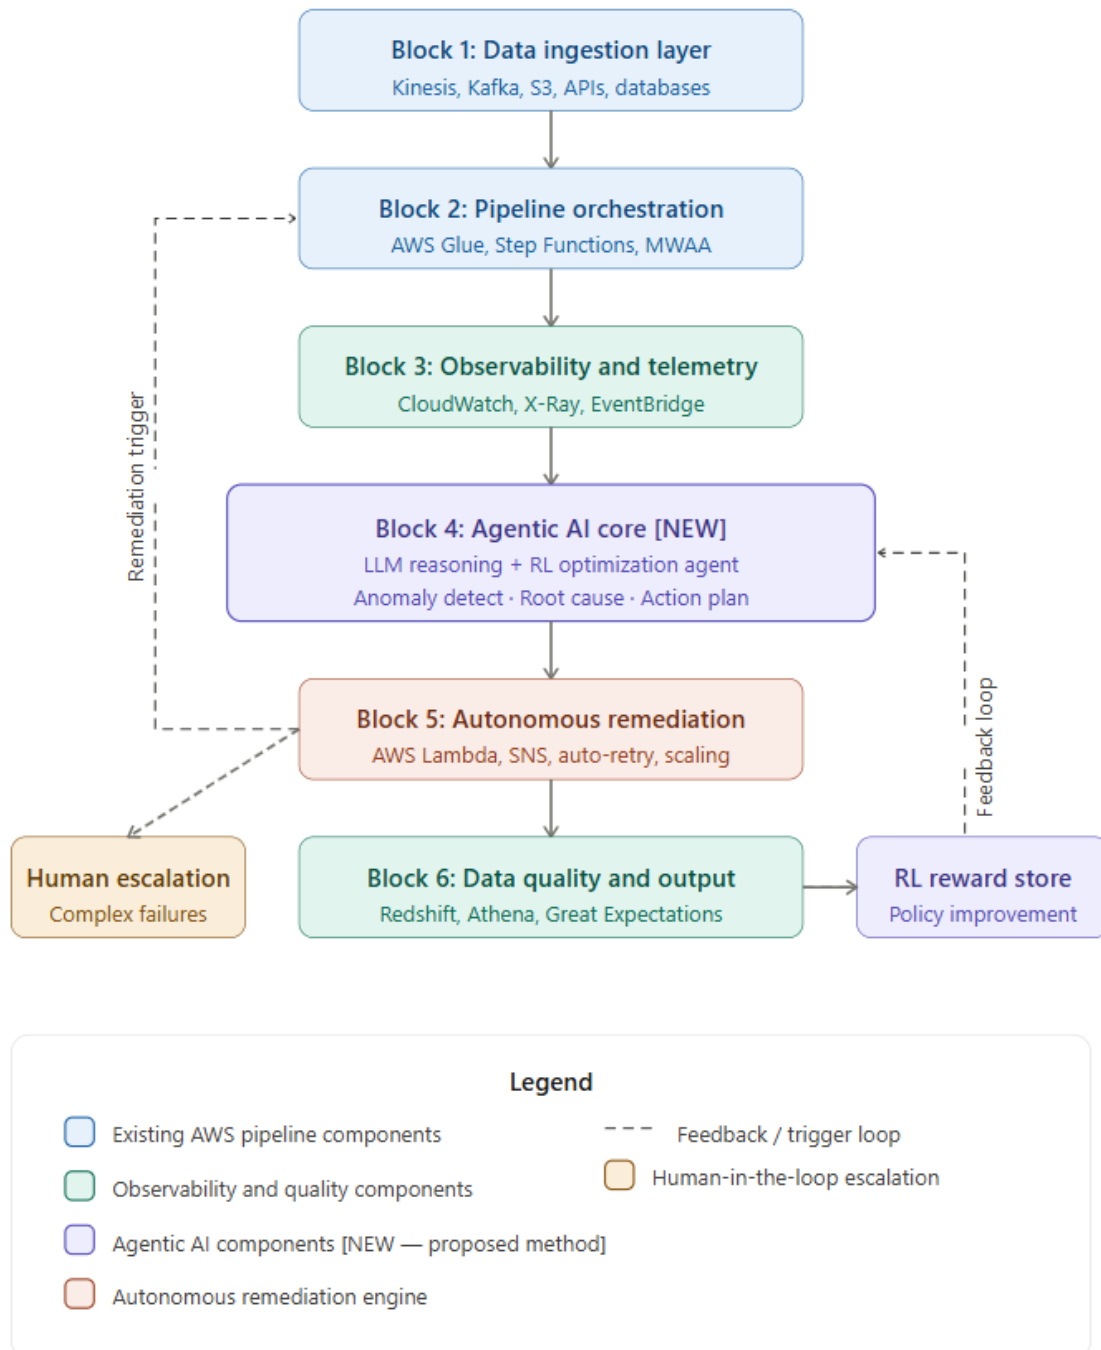 Block 1: Data ingestion layer
Kinesis, Kafka, S3, APIs, databases
Block 2: Pipeline orchestration
AWS Glue, Step Functions, MWAA
Block 3: Observability and telemetry
CloudWatch, X-Ray, EventBridge
Remediation trigger
Block 4: Agentic AI core [NEW]
LLM reasoning + RL optimization agent
Anomaly detect · Root cause · Action plan
Block 5: Autonomous remediation
AWS Lambda, SNS, auto-retry, scaling
Feedback loop
Human escalation
Complex failures
Block 6: Data quality and output
Redshift, Athena, Great Expectations
RL reward store
Policy improvement
Legend
Existing AWS pipeline components
Observability and quality components
Agentic AI components [NEW — proposed method]
Autonomous remediation engine
Feedback / trigger loop
Human-in-the-loop escalation